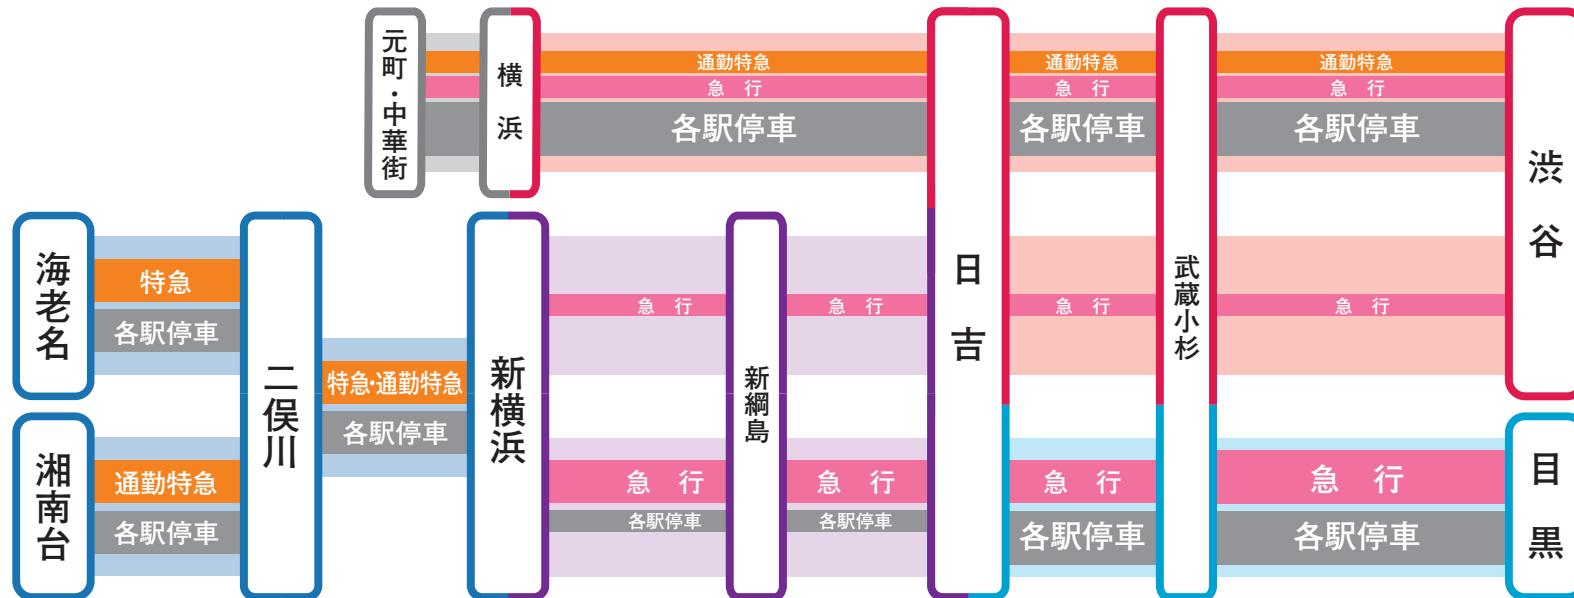 元町・中華街
横浜
通勤特急
通勤特急
通勤特急
急行
急行
急行
各駅停車
各駅停車
各駅停車
渋谷
海老名
特急
各駅停車
二俣川
特急・通勤特急
各駅停車
新横浜
急行
新綱島
急行
日吉
急行
武蔵小杉
急行
湘南台
通勤特急
各駅停車
急行
急行
急行
急行
各駅停車
各駅停車
各駅停車
各駅停車
目黒